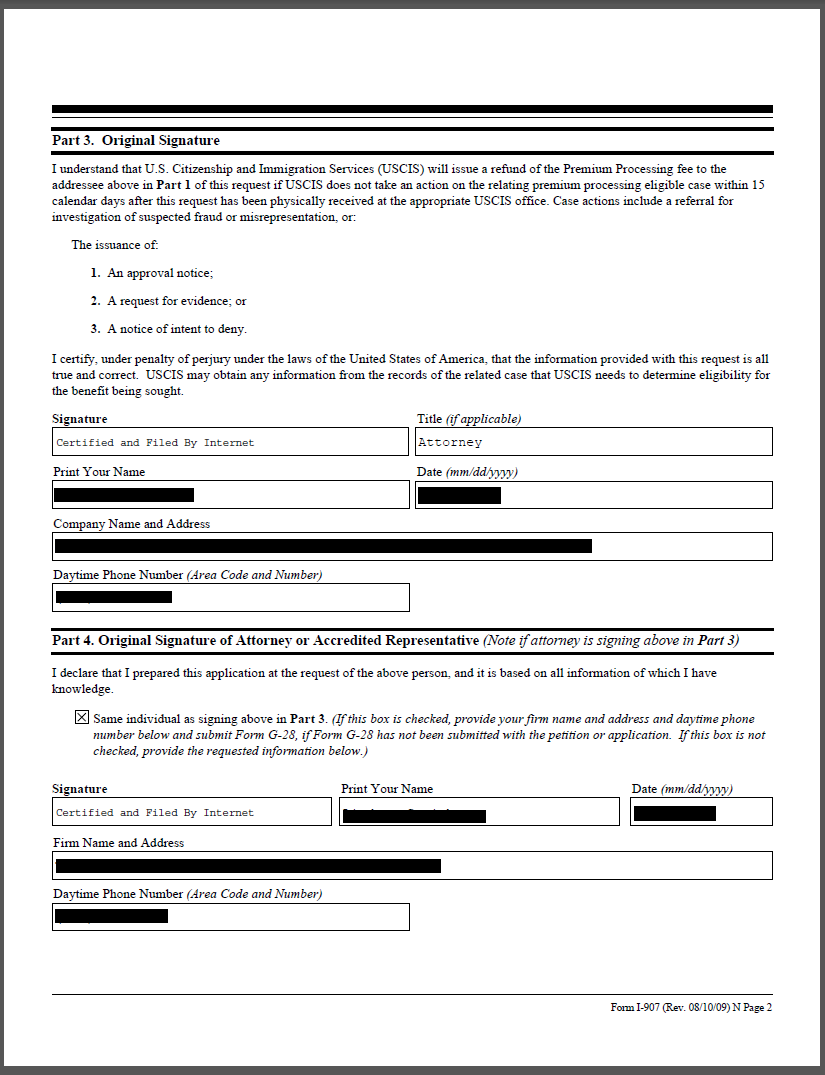 Part 3. Original Signature
I understand that U.S. Citizenship and Immigration Services (USCIS) will issue a refund of the Premium Processing fee to the
addressee above in Part 1 of this request if USCIS does not take an action on the relating premium processing eligible case within 15
calendar days after this request has been physically received at the appropriate USCIS office. Case actions include a referral for
investigation of suspected fraud or misrepresentation, or:
The issuance of:
1. An approval notice;
2. A request for evidence; or
3. A notice of intent to deny.
I certify, under penalty of perjury under the laws of the United States of America, that the information provided with this request is all
true and correct. USCIS may obtain any information from the records of the related case that USCIS needs to determine eligibility for
the benefit being sought.
Signature Title (if applicable)
Certified and Filed By Internet Attorney
Print Your Name Date (mm/dd/yyyy)
Company Name and Address
Daytime Phone Number (Area Code and Number)
Part 4. Original Signature of Attorney or Accredited Representative (Note if attorney is signing above in Part 3)
I declare that I prepared this application at the request of the above person, and it is based on all information of which I have
knowledge.
Same individual as signing above in Part 3. (If this box is checked, provide your firm name and address and daytime phone
number below and submit Form G-28, if Form G-28 has not been submitted with the petition or application. If this box is not
checked, provide the requested information below.)
Signature Print Your Name Date (mm/dd/yyyy)
Certified and Filed By Internet
Firm Name and Address
Daytime Phone Number (Area Code and Number)
Form I-907 (Rev. 08/10/09) N Page 2